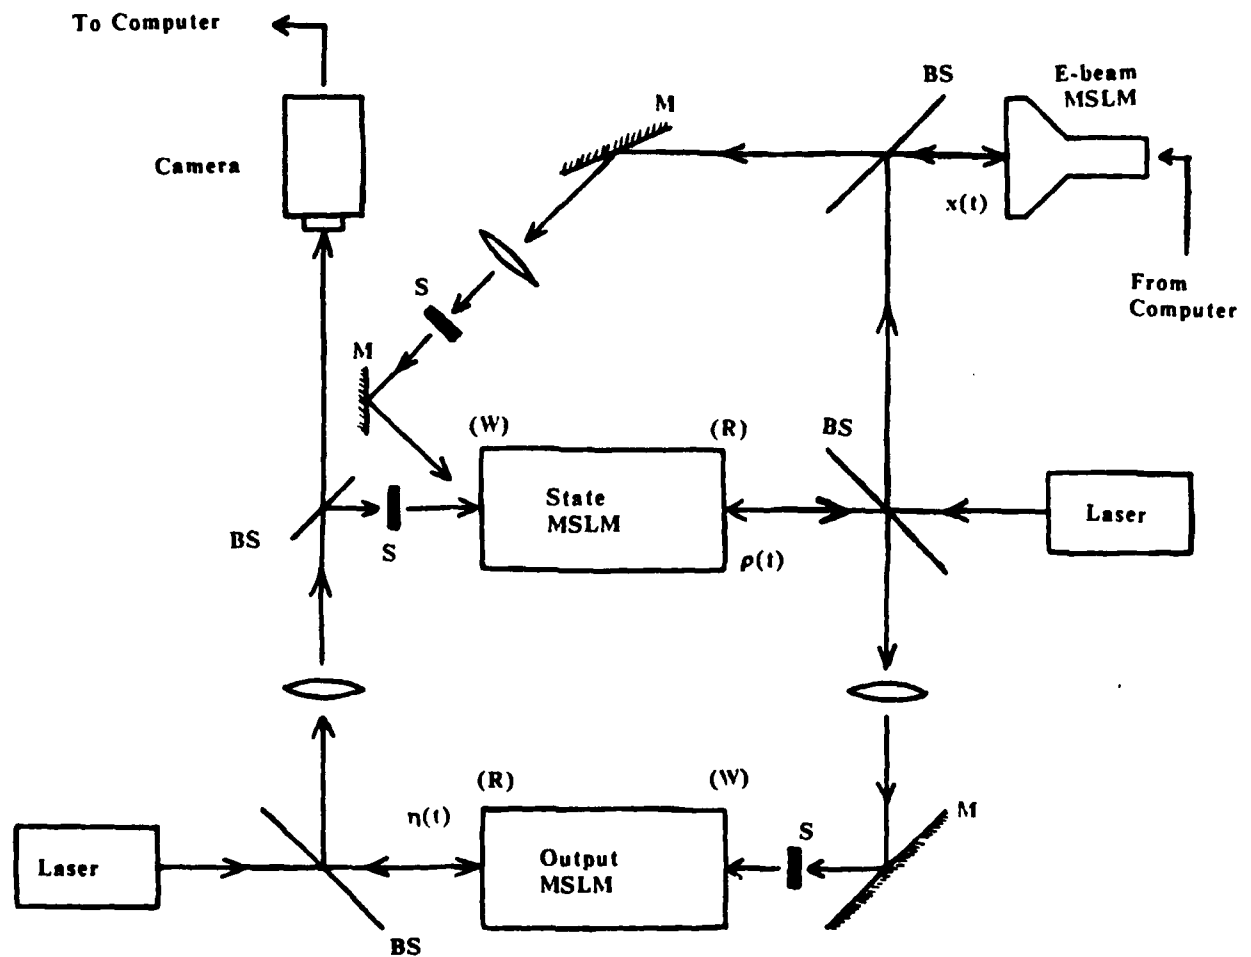 To Computer
BS
E-beam
MSLM
M
Camera
x(t)
S
From
Computer
M
(W)
(R)
BS
State
MSLM
Laser
BS
S
ρ(t)
(R)
(W)
M
η(t)
S
Laser
Output
MSLM
BS